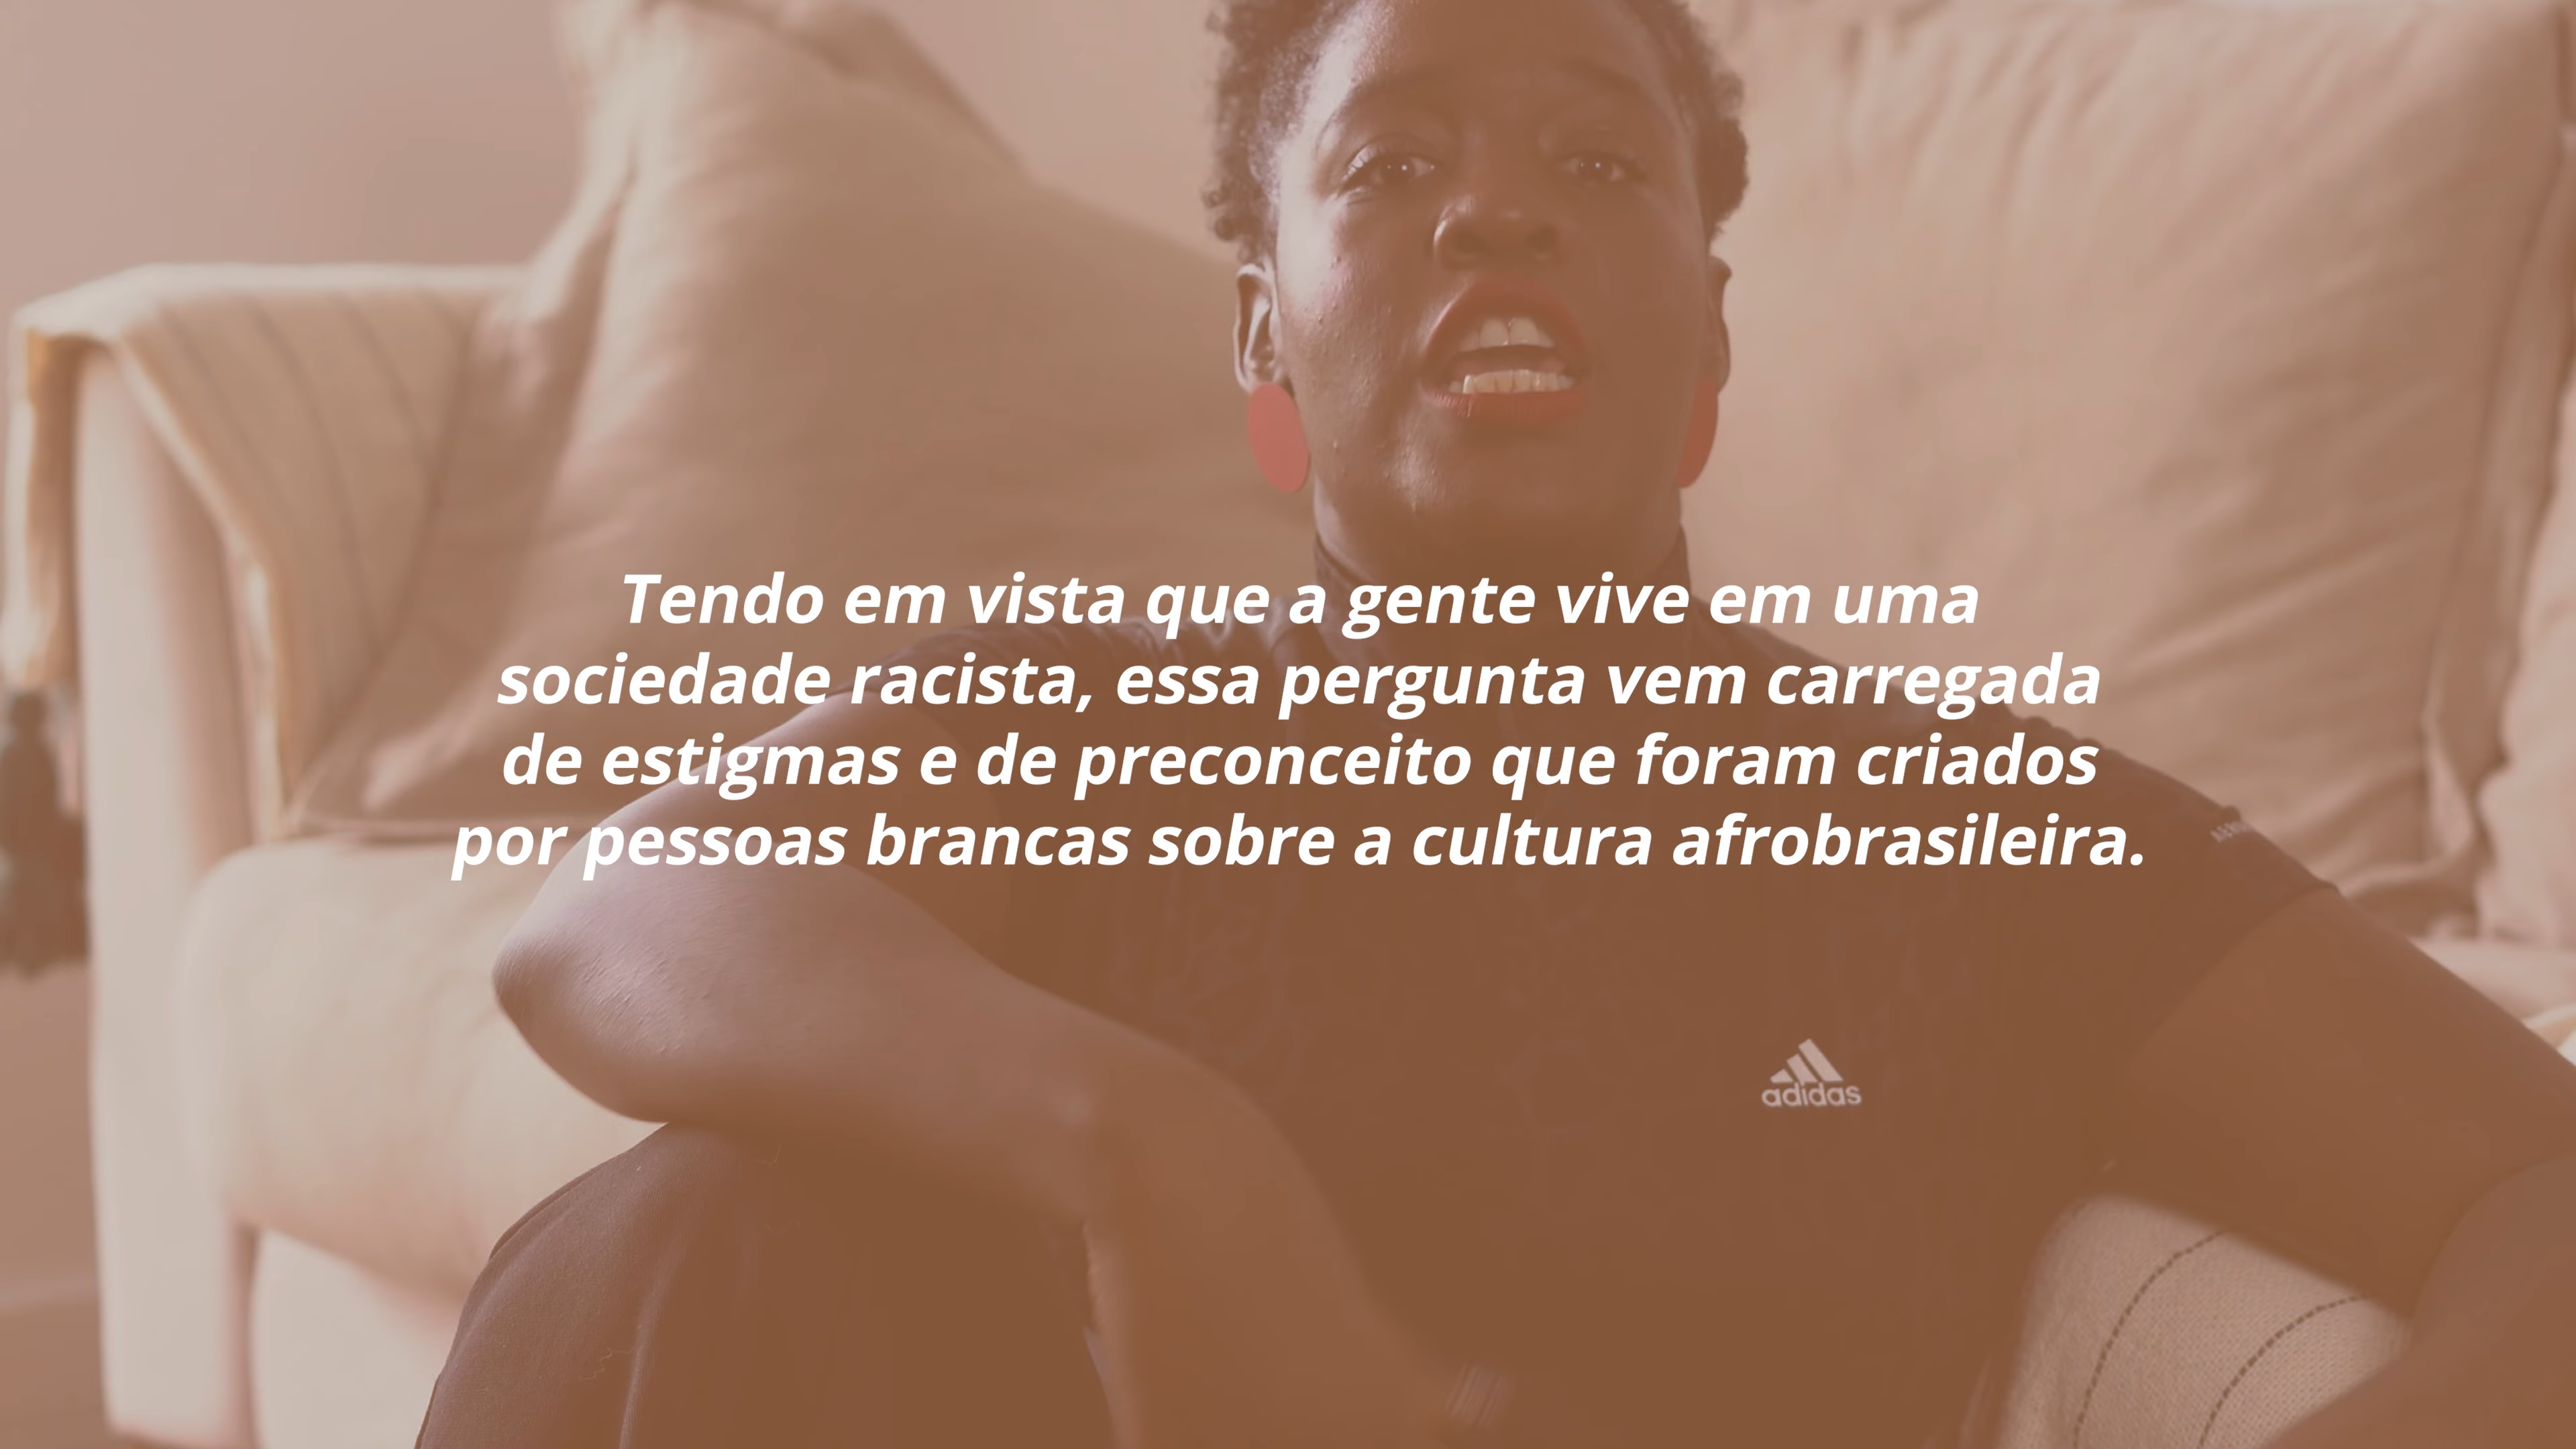 Tendo em vista que a gente vive em uma
sociedade racista, essa pergunta vem carregada
de estigmas e de preconceito que foram criados
por pessoas brancas sobre a cultura afrobrasileira.
adidas